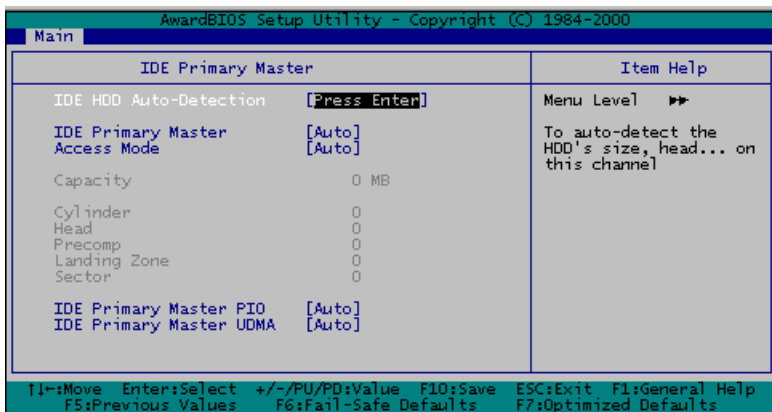 AwardBIOS Setup Utility - Copyright (C) 1984-2000
Main
IDE Primary Master
Item Help
IDE HDD Auto-Detection [Press Enter]
IDE Primary Master [Auto]
Access Mode [Auto]
Capacity 0 MB
Cylinder 0
Head 0
Precomp 0
Landing Zone 0
Sector 0
IDE Primary Master PIO [Auto]
IDE Primary Master UDMA [Auto]
Menu Level ►►
To auto-detect the
HDD's size, head... on
this channel
↑↓←:Move Enter:Select +/-/PU/PD:Value F10:Save ESC:Exit F1:General Help
F5:Previous Values F6:Fail-Safe Defaults F7:Optimized Defaults